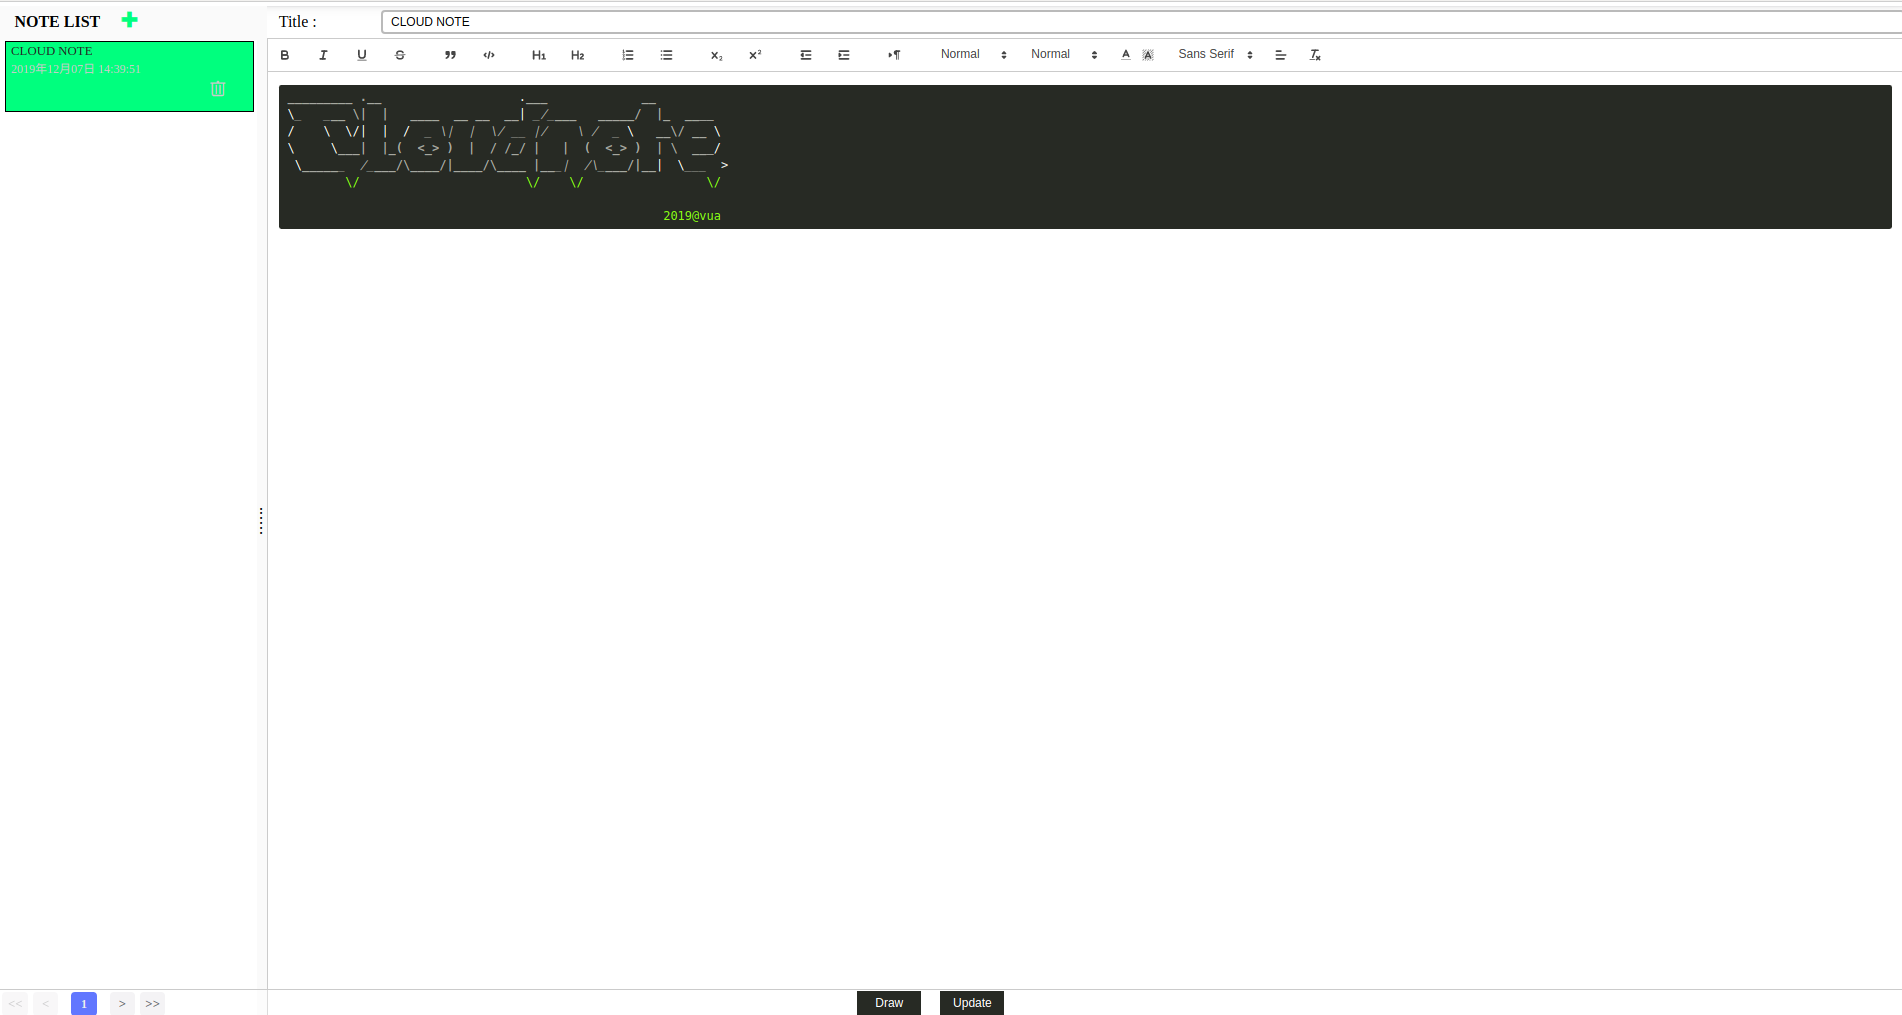 NOTE LIST
CLOUD NOTE
2019年12月07日 14:39:51
Title :
CLOUD NOTE
B I U S H1 H2 X2 X2 Normal Normal A A Sans Serif
Cloudnote
2019@vua
<< < 1 > >>
Draw
Update